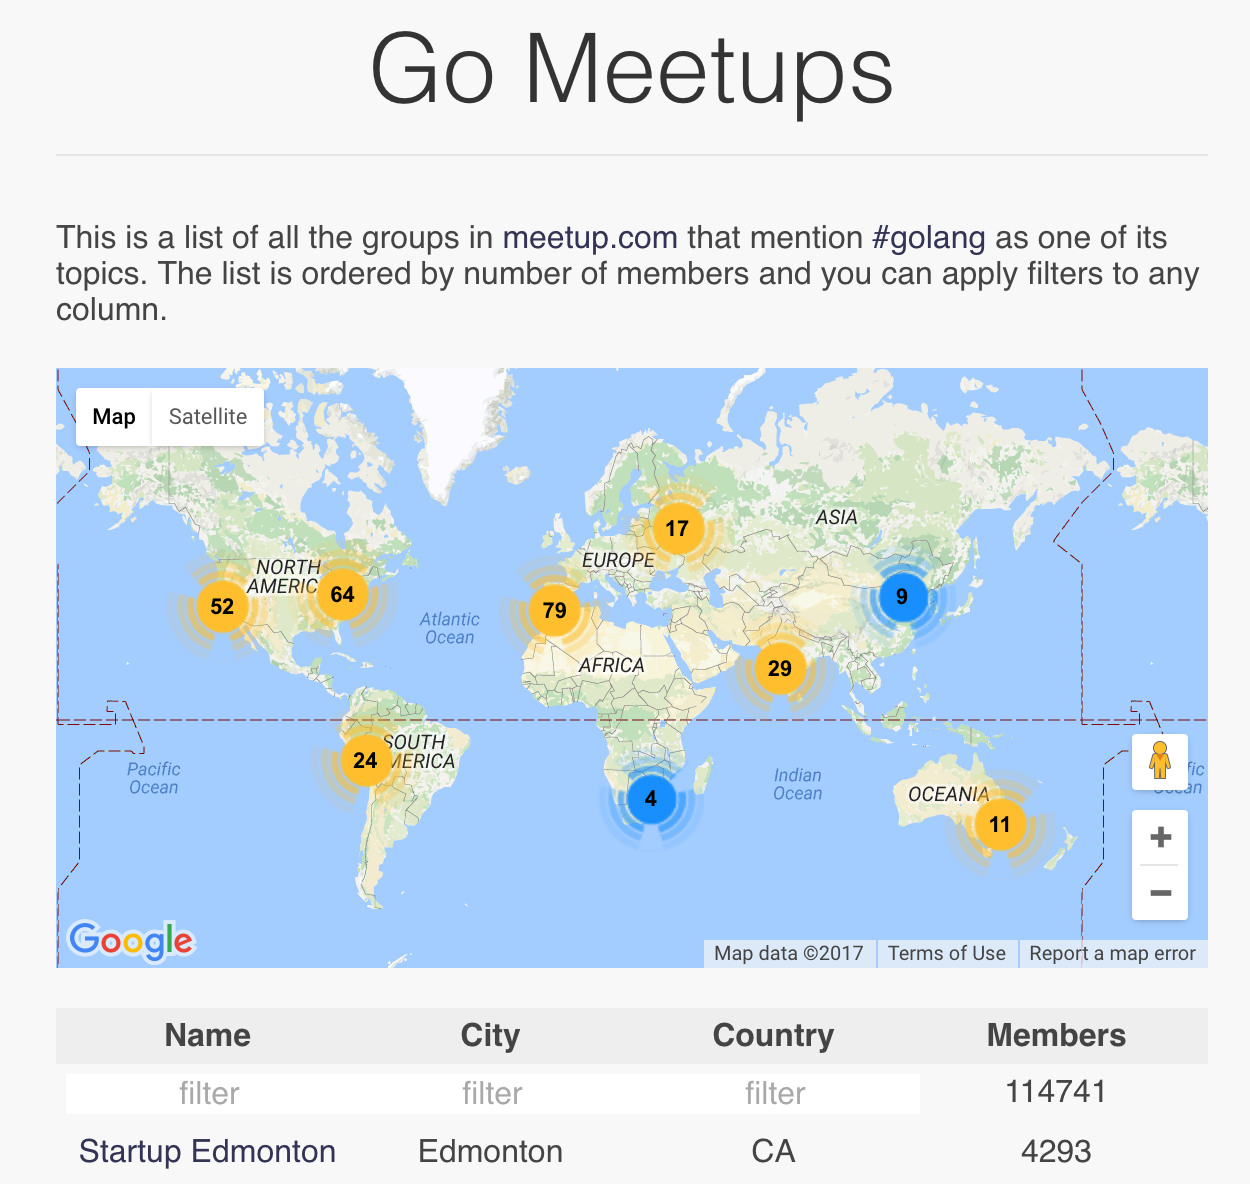 Go Meetups
This is a list of all the groups in meetup.com that mention #golang as one of its
topics. The list is ordered by number of members and you can apply filters to any
column.
Map Satellite
17
ASIA
EUROPE
NORTH
AMERIC
52
64
79
9
Atlantic
Ocean
AFRICA
29
SOUTH
MERICA
24
Pacific
Ocean
Indian
Ocean
4
OCEANIA
11
fic
ean
Google
Map data ©2017 Terms of Use Report a map error
Name City Country Members
filter filter filter 114741
Startup Edmonton Edmonton CA 4293